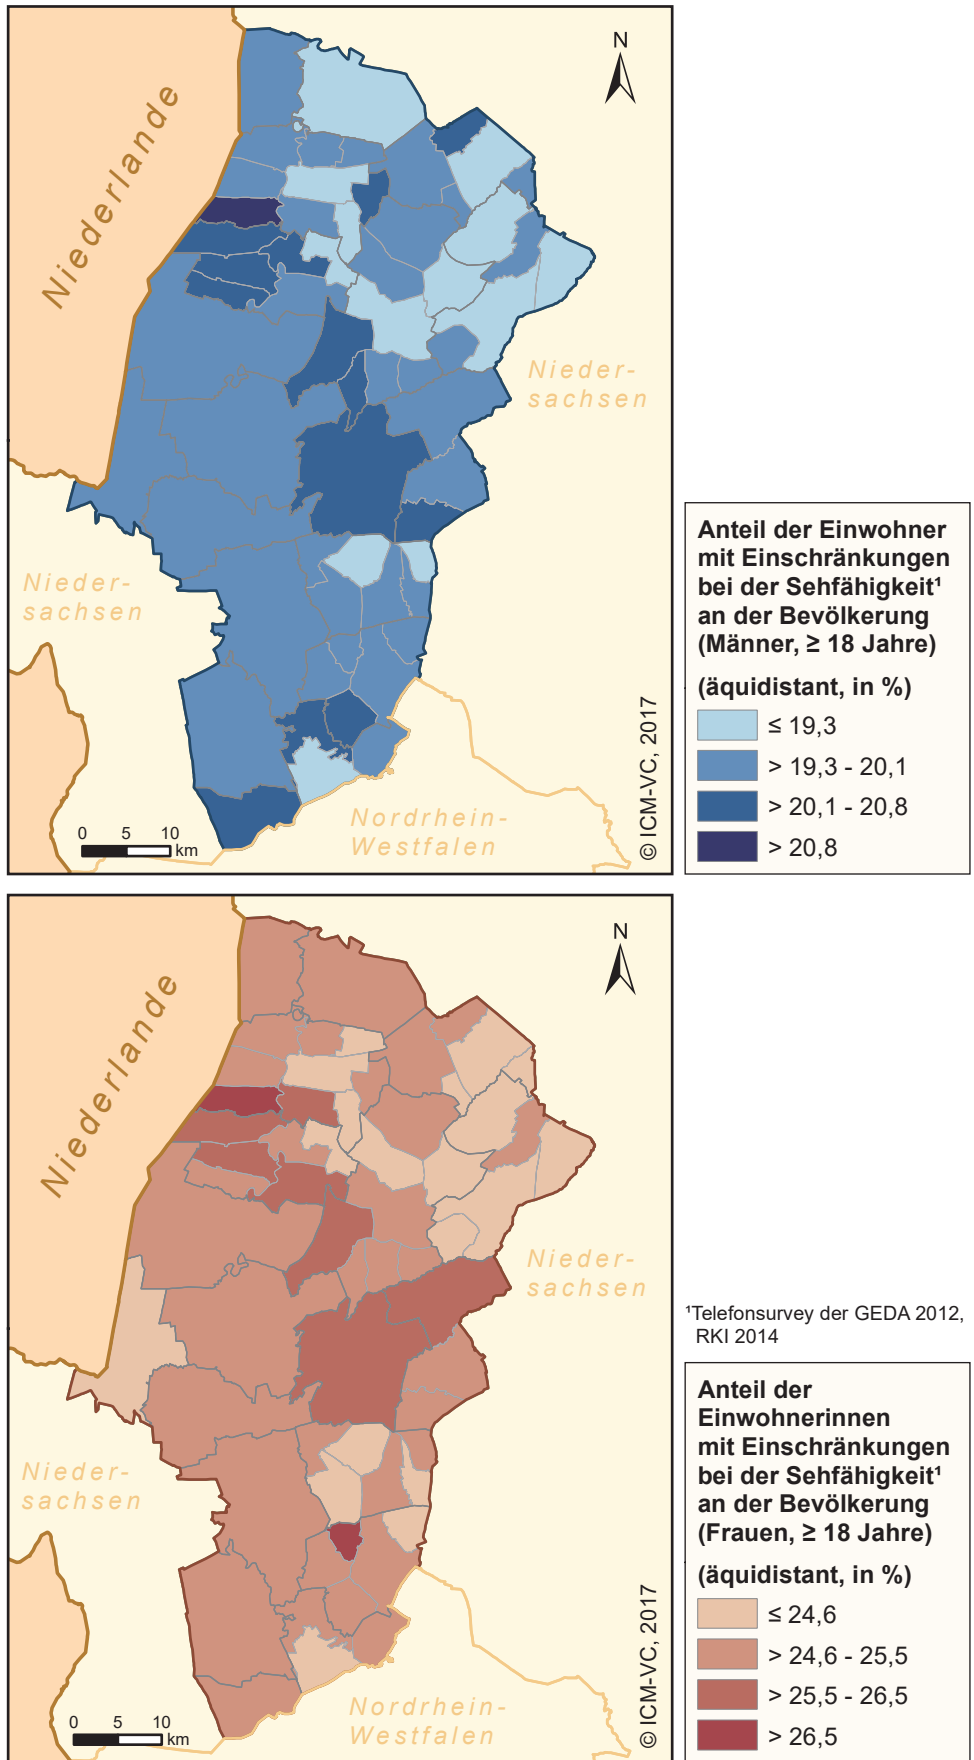 N
Niederlande
Nieder-
sachsen
Nieder-
sachsen
Nordrhein-
Westfalen
0 5 10
km
© ICM-VC, 2017
Anteil der Einwohner
mit Einschränkungen
bei der Sehfähigkeit¹
an der Bevölkerung
(Männer, ≥ 18 Jahre)
(äquidistant, in %)
≤ 19,3
> 19,3 - 20,1
> 20,1 - 20,8
> 20,8
N
Niederlande
Nieder-
sachsen
Nieder-
sachsen
Nordrhein-
Westfalen
0 5 10
km
© ICM-VC, 2017
¹Telefonsurvey der GEDA 2012,
RKI 2014
Anteil der
Einwohnerinnen
mit Einschränkungen
bei der Sehfähigkeit¹
an der Bevölkerung
(Frauen, ≥ 18 Jahre)
(äquidistant, in %)
≤ 24,6
> 24,6 - 25,5
> 25,5 - 26,5
> 26,5